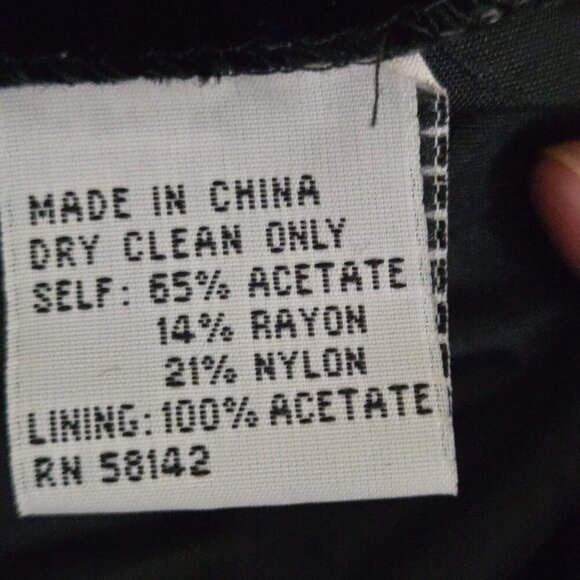 MADE IN CHINA
DRY CLEAN ONLY
SELF: 65% ACETATE
14% RAYON
21% NYLON
LINING: 100% ACETATE
RN 58142